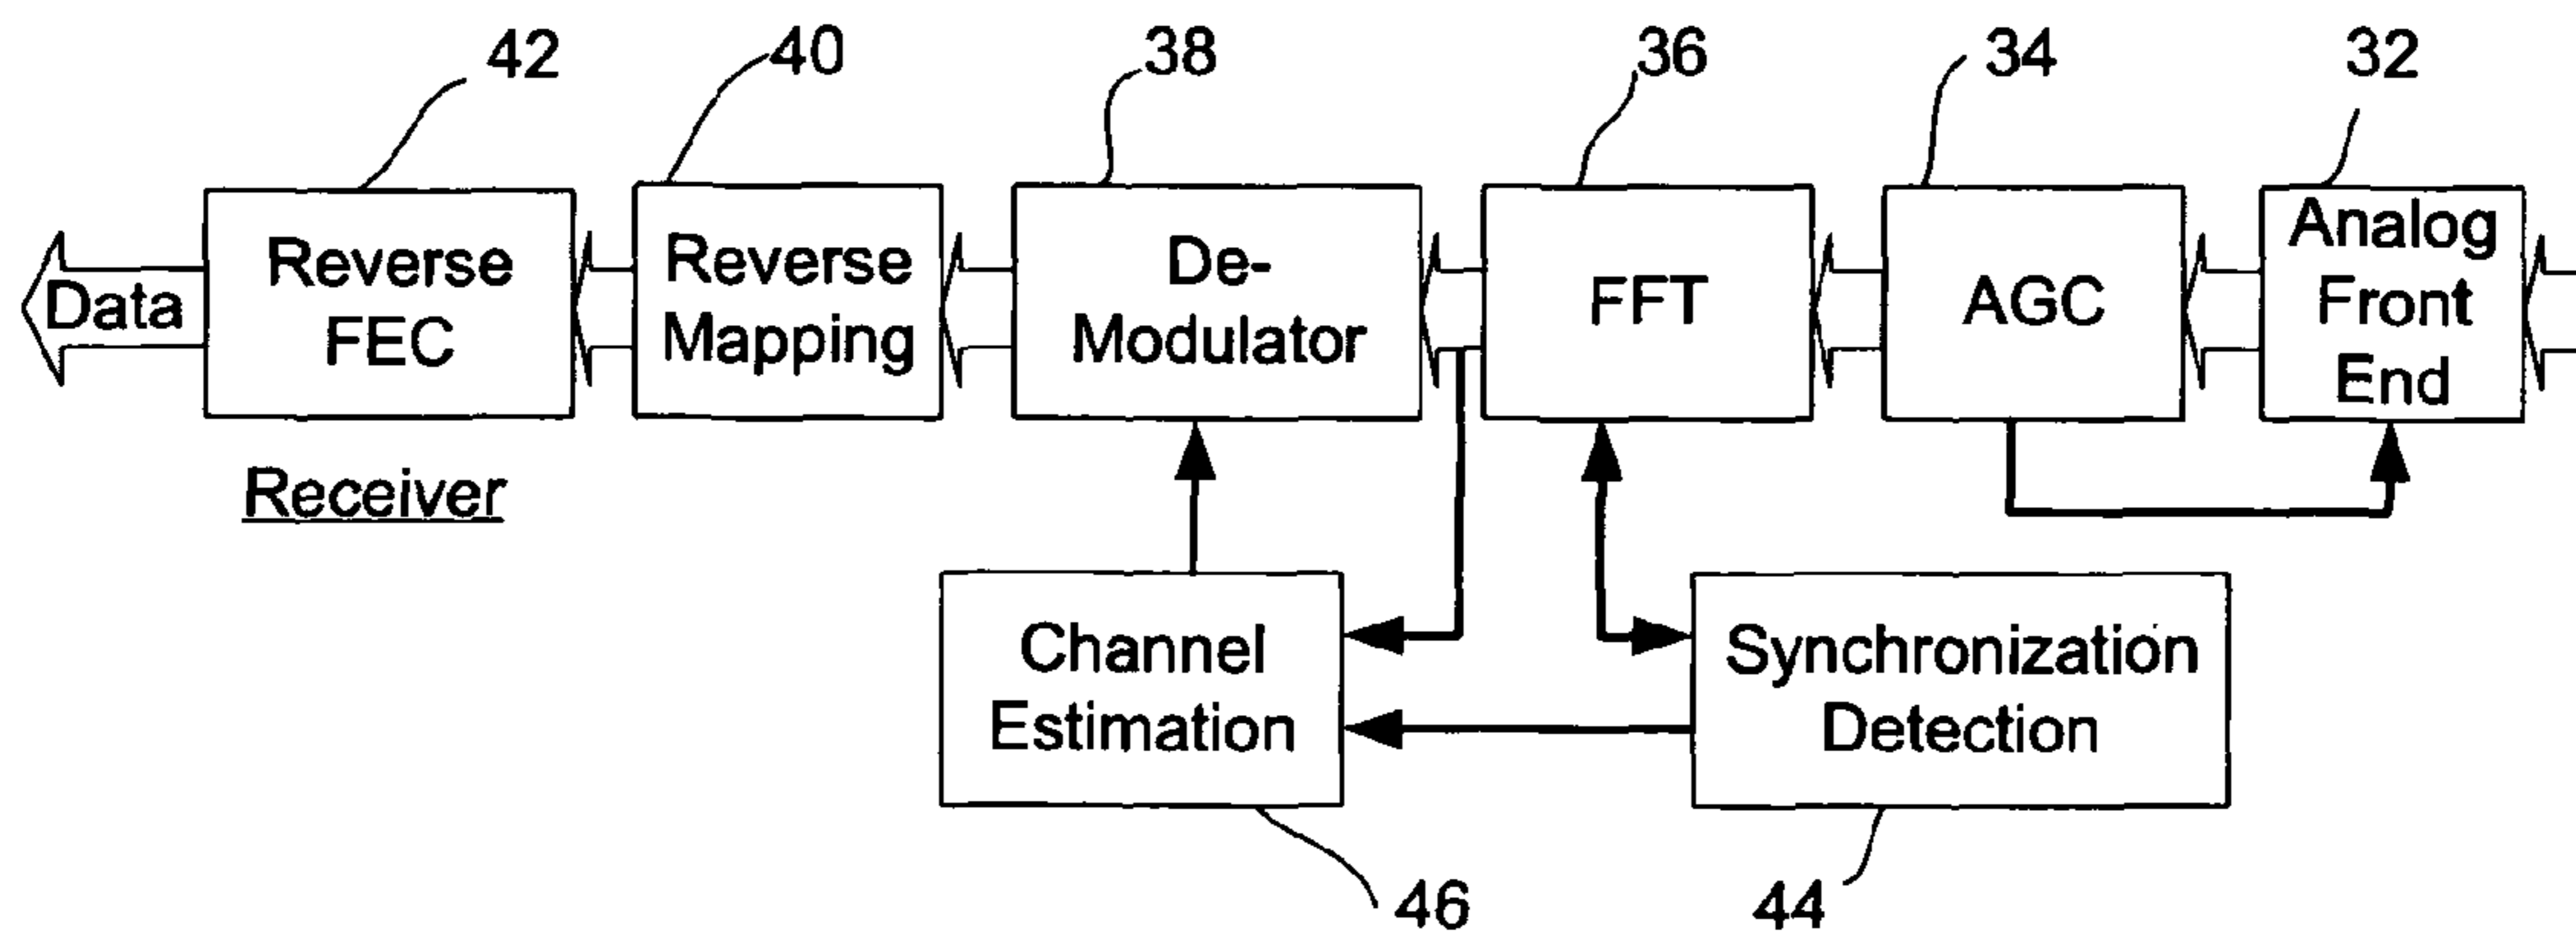 42
40
38
36
34
32
Data
Reverse
FEC
Reverse
Mapping
De-
Modulator
FFT
AGC
Analog
Front
End
Receiver
Channel
Estimation
Synchronization
Detection
46
44